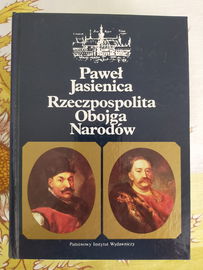 Paweł
Jasienica
Rzeczpospolita
Obojga
Narodów
Państwowy Instytut Wydawniczy